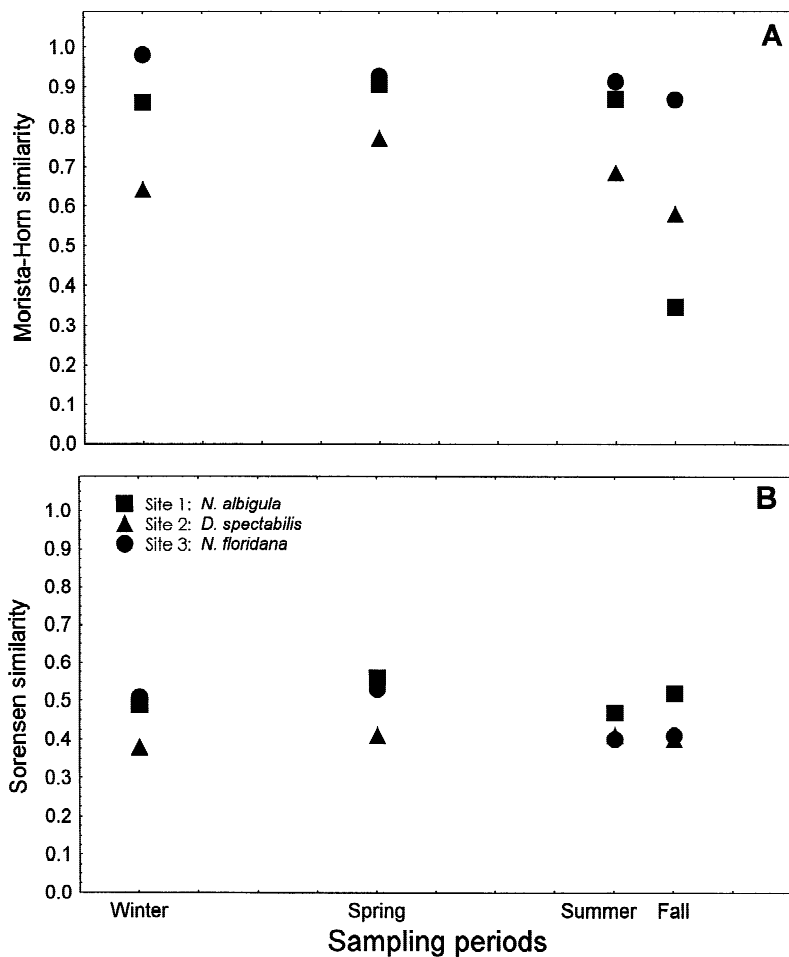 A
1.0
0.9
0.8
0.7
0.6
0.5
0.4
0.3
0.2
0.1
0.0
Morista-Horn similarity
B
Site 1: N. albigula
Site 2: D. spectabilis
Site 3: N. floridana
1.0
0.9
0.8
0.7
0.6
0.5
0.4
0.3
0.2
0.1
0.0
Sorensen similarity
Winter Spring Summer Fall
Sampling periods